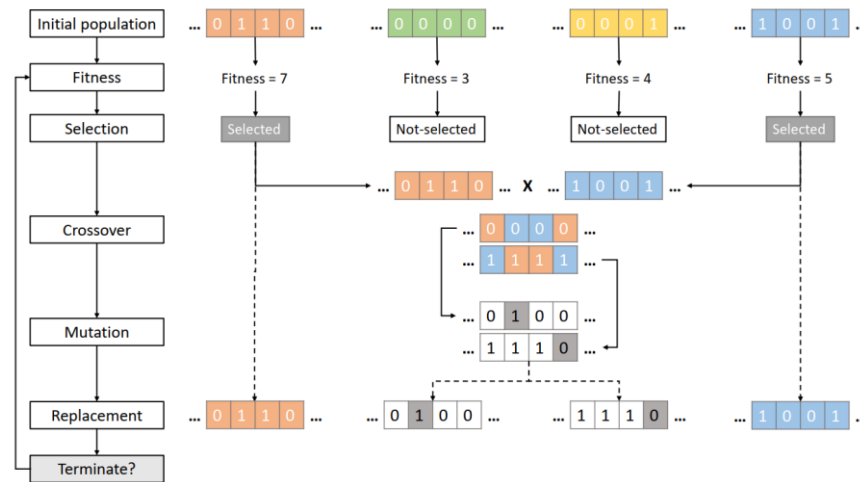 Initial population ... 0 1 1 0 ... ... 0 0 0 0 ... ... 0 0 0 1 ... ... 1 0 0 1 .
Fitness Fitness = 7 Fitness = 3 Fitness = 4 Fitness = 5
Selection Selected Not-selected Not-selected Selected
... 0 1 1 0 ... X ... 1 0 0 1 ...
Crossover ... 0 0 0 0 ...
... 1 1 1 1 ...
Mutation ... 0 1 0 0 ...
... 1 1 1 0 ...
Replacement ... 0 1 1 0 ... ... 0 1 0 0 ... ... 1 1 1 0 ... ... 1 0 0 1 .
Terminate?